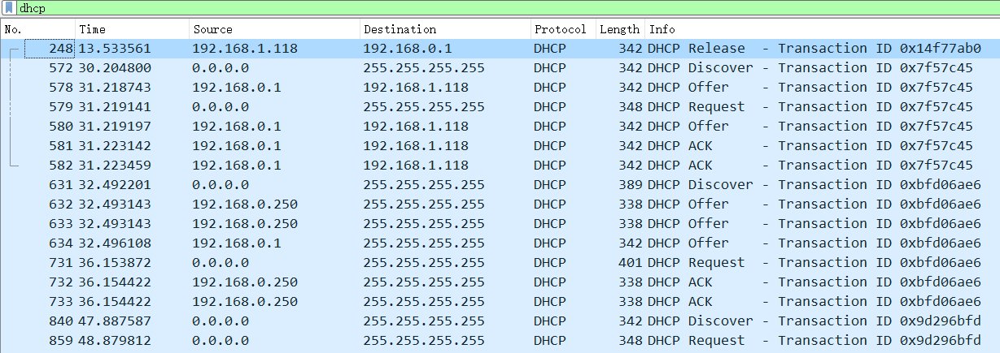 dhcp
No. Time Source Destination Protocol Length Info
248 13.533561 192.168.1.118 192.168.0.1 DHCP 342 DHCP Release - Transaction ID 0x14f77ab0
572 30.204800 0.0.0.0 255.255.255.255 DHCP 342 DHCP Discover - Transaction ID 0x7f57c45
578 31.218743 192.168.0.1 192.168.1.118 DHCP 342 DHCP Offer - Transaction ID 0x7f57c45
579 31.219141 0.0.0.0 255.255.255.255 DHCP 348 DHCP Request - Transaction ID 0x7f57c45
580 31.219197 192.168.0.1 192.168.1.118 DHCP 342 DHCP Offer - Transaction ID 0x7f57c45
581 31.223142 192.168.0.1 192.168.1.118 DHCP 342 DHCP ACK - Transaction ID 0x7f57c45
582 31.223459 192.168.0.1 192.168.1.118 DHCP 342 DHCP ACK - Transaction ID 0x7f57c45
631 32.492201 0.0.0.0 255.255.255.255 DHCP 389 DHCP Discover - Transaction ID 0xbfd06ae6
632 32.493143 192.168.0.250 255.255.255.255 DHCP 338 DHCP Offer - Transaction ID 0xbfd06ae6
633 32.493143 192.168.0.250 255.255.255.255 DHCP 338 DHCP Offer - Transaction ID 0xbfd06ae6
634 32.496108 192.168.0.1 255.255.255.255 DHCP 342 DHCP Offer - Transaction ID 0xbfd06ae6
731 36.153872 0.0.0.0 255.255.255.255 DHCP 401 DHCP Request - Transaction ID 0xbfd06ae6
732 36.154422 192.168.0.250 255.255.255.255 DHCP 338 DHCP ACK - Transaction ID 0xbfd06ae6
733 36.154422 192.168.0.250 255.255.255.255 DHCP 338 DHCP ACK - Transaction ID 0xbfd06ae6
840 47.887587 0.0.0.0 255.255.255.255 DHCP 342 DHCP Discover - Transaction ID 0x9d296bfd
859 48.879812 0.0.0.0 255.255.255.255 DHCP 348 DHCP Request - Transaction ID 0x9d296bfd